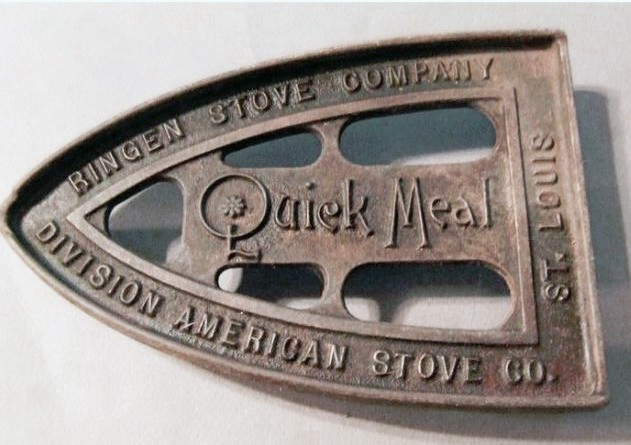 RINGEN STOVE COMPANY
Quick Meal
ST. LOUIS
DIVISION AMERICAN STOVE CO.